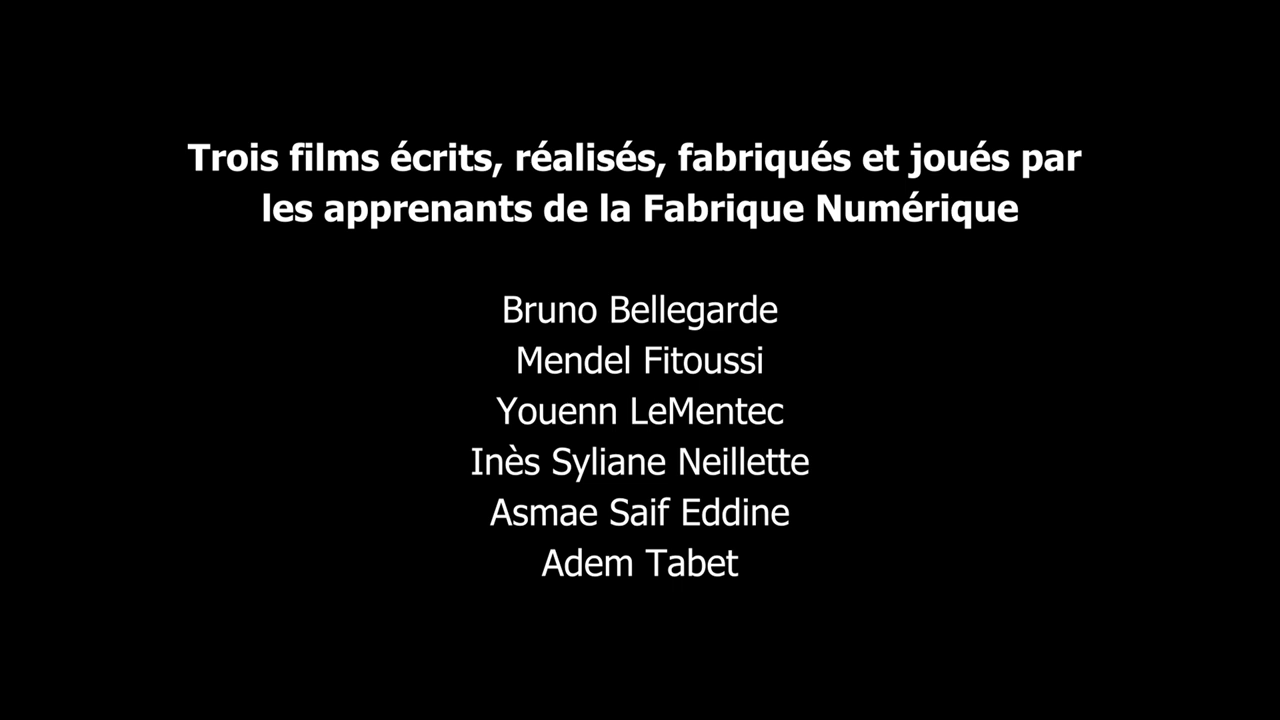 Trois films écrits, réalisés, fabriqués et joués par
les apprenants de la Fabrique Numérique
Bruno Bellegarde
Mendel Fitoussi
Youenn LeMentec
Inès Syliane Neillette
Asmae Saif Eddine
Adem Tabet